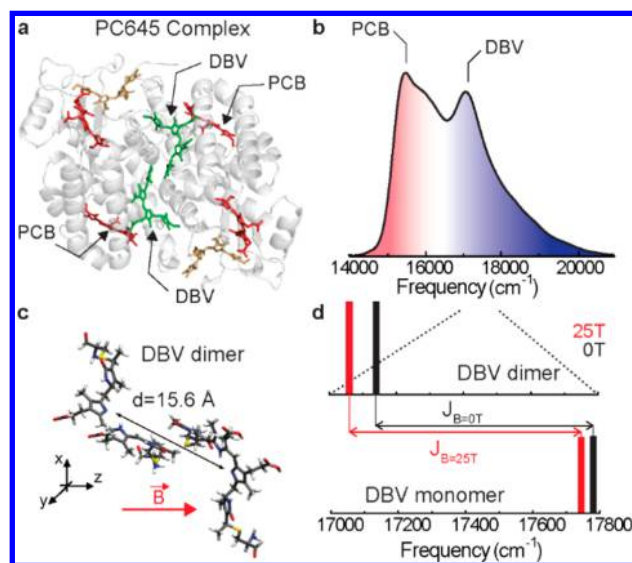 a
PC645 Complex
DBV
PCB
PCB
DBV
b
PCB
DBV
14000 16000 18000 20000
Frequency(cm⁻¹)
c
DBV dimer
d=15.6 Å
x
y
z
B
d
25T
0T
DBV dimer
J_B=0T
J_B=25T
DBV monomer
17000 17200 17400 17600 17800
Frequency(cm⁻¹)